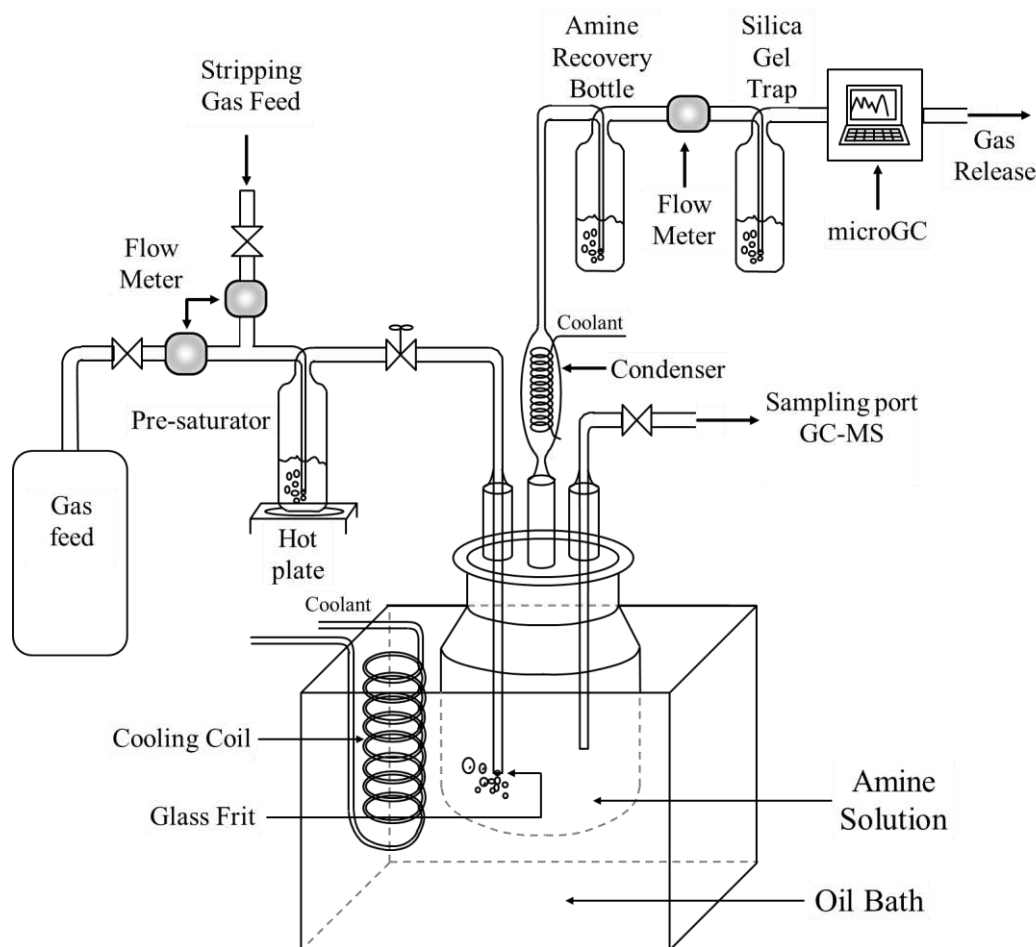 Stripping
Gas Feed
Amine
Recovery
Bottle
Silica
Gel
Trap
Gas
Release
Flow
Meter
microGC
Flow
Meter
Coolant
Condenser
Pre-saturator
Sampling port
GC-MS
Gas
feed
Hot
plate
Coolant
Cooling Coil
Glass Frit
Amine
Solution
Oil Bath